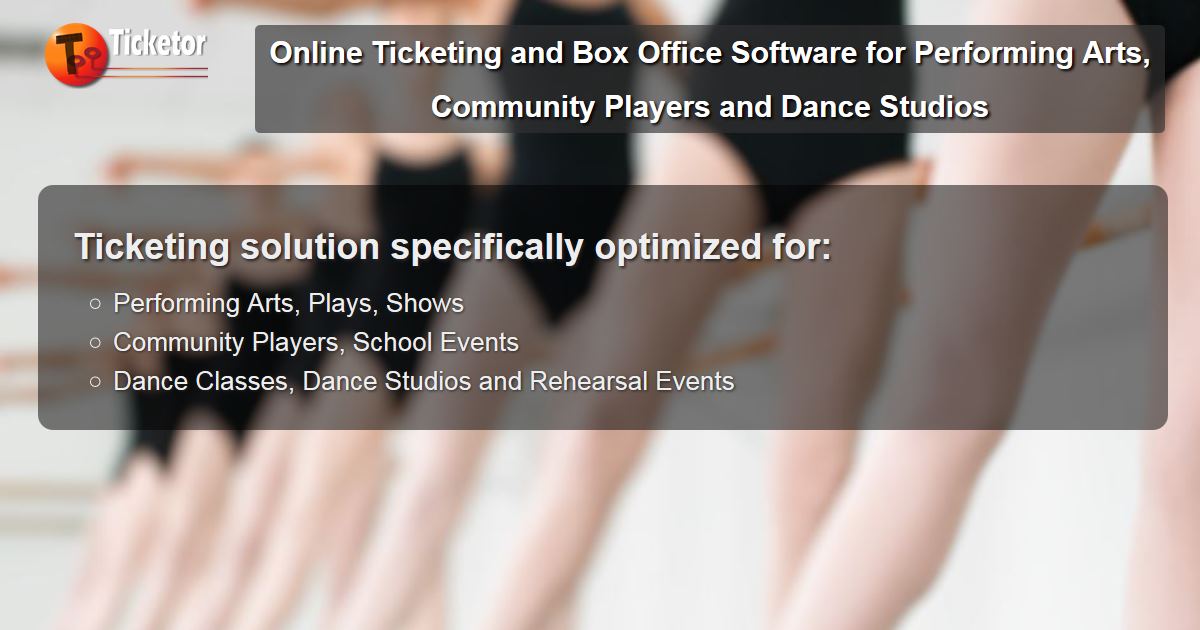 Ticketor
Online Ticketing and Box Office Software for Performing Arts,
Community Players and Dance Studios
Ticketing solution specifically optimized for:
Performing Arts, Plays, Shows
Community Players, School Events
Dance Classes, Dance Studios and Rehearsal Events